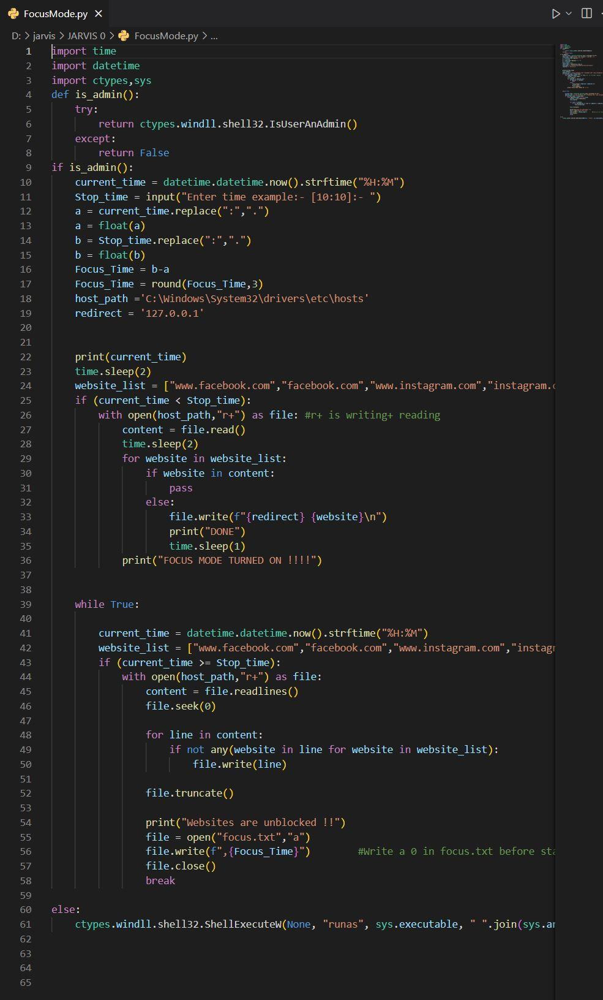 FocusMode.py
D: > jarvis > JARVIS 0 > FocusMode.py > ...
1 import time
2 import datetime
3 import ctypes,sys
4 def is_admin():
5     try:
6         return ctypes.windll.shell32.IsUserAnAdmin()
7     except:
8         return False
9 if is_admin():
10     current_time = datetime.datetime.now().strftime("%H:%M")
11     Stop_time = input("Enter time example:- [10:10]:- ")
12     a = current_time.replace(":",".")
13     a = float(a)
14     b = Stop_time.replace(":",".")
15     b = float(b)
16     Focus_Time = b-a
17     Focus_Time = round(Focus_Time,3)
18     host_path ='C:\Windows\System32\drivers\etc\hosts'
19     redirect = '127.0.0.1'
20
21
22     print(current_time)
23     time.sleep(2)
24     website_list = ["www.facebook.com","facebook.com","www.instagram.com","instagram.c
25     if (current_time < Stop_time):
26         with open(host_path,"r+") as file: #r+ is writing+ reading
27             content = file.read()
28             time.sleep(2)
29             for website in website_list:
30                 if website in content:
31                     pass
32                 else:
33                     file.write(f"{redirect} {website}\n")
34                     print("DONE")
35                     time.sleep(1)
36             print("FOCUS MODE TURNED ON !!!!")
37
38
39     while True:
40
41         current_time = datetime.datetime.now().strftime("%H:%M")
42         website_list = ["www.facebook.com","facebook.com","www.instagram.com","instagr
43         if (current_time >= Stop_time):
44             with open(host_path,"r+") as file:
45                 content = file.readlines()
46                 file.seek(0)
47
48                 for line in content:
49                     if not any(website in line for website in website_list):
50                         file.write(line)
51
52                 file.truncate()
53
54                 print("Websites are unblocked !!")
55                 file = open("focus.txt","a")
56                 file.write(f",{Focus_Time}")        #Write a 0 in focus.txt before sta
57                 file.close()
58                 break
59
60 else:
61     ctypes.windll.shell32.ShellExecuteW(None, "runas", sys.executable, " ".join(sys.ar
62
63
64
65